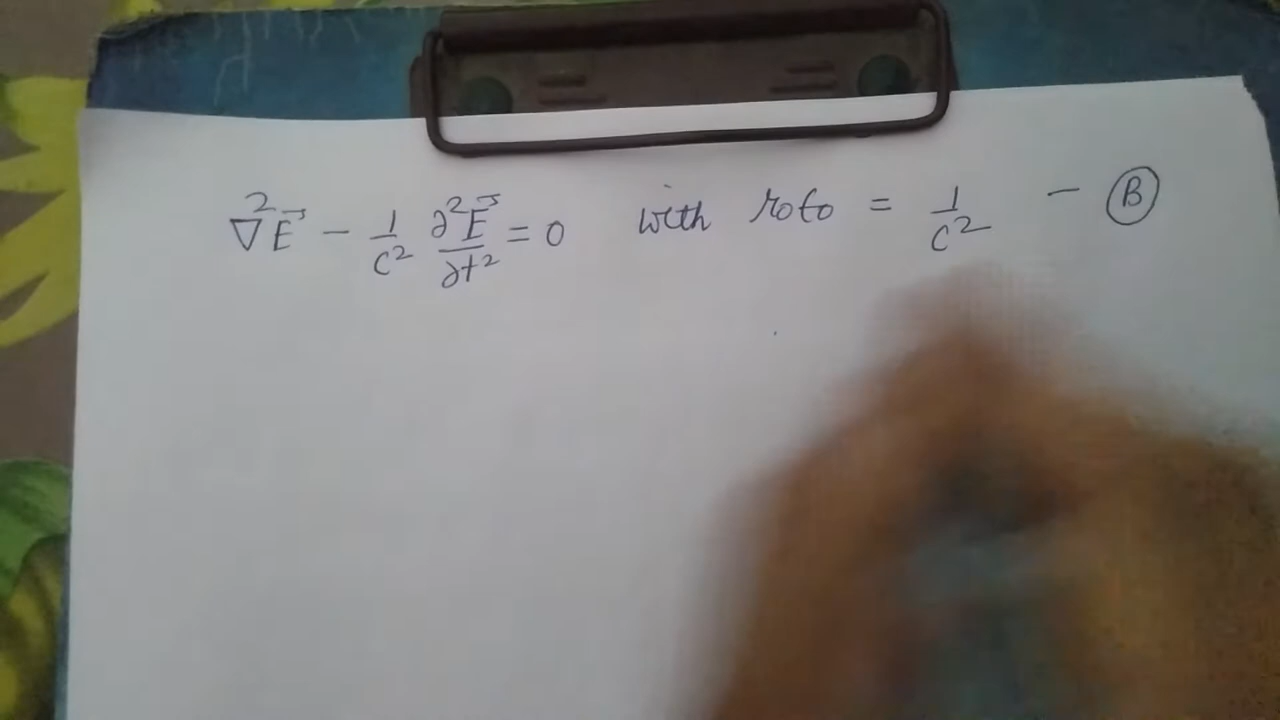 ∇²E⃗ - 1/c² ∂²E⃗/∂t² = 0 with μ₀ε₀ = 1/c² - Ⓑ